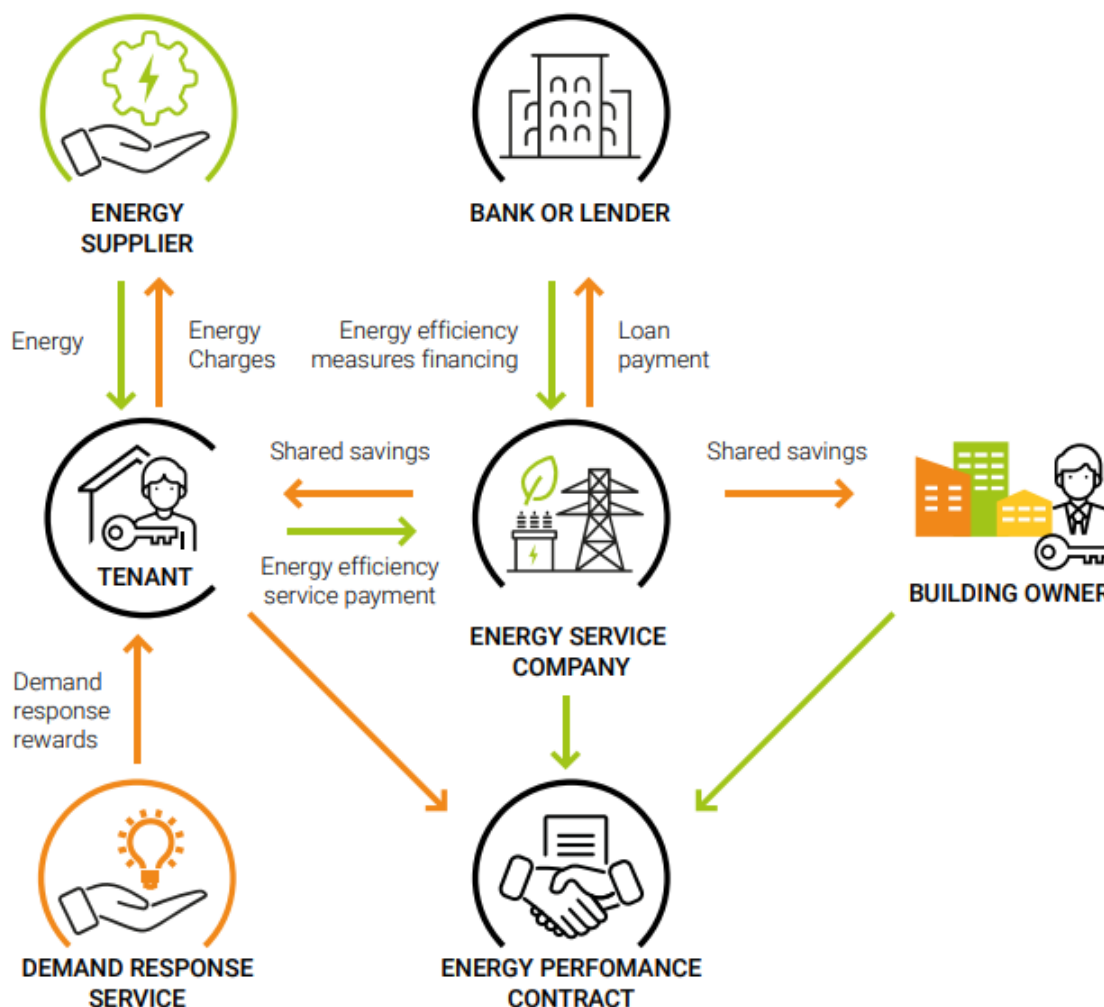 ENERGY
SUPPLIER
BANK OR LENDER
Energy
Energy
Charges
Energy efficiency
measures financing
Loan
payment
Shared savings
Shared savings
TENANT
Energy efficiency
service payment
BUILDING OWNER
ENERGY SERVICE
COMPANY
Demand
response
rewards
DEMAND RESPONSE
SERVICE
ENERGY PERFOMANCE
CONTRACT